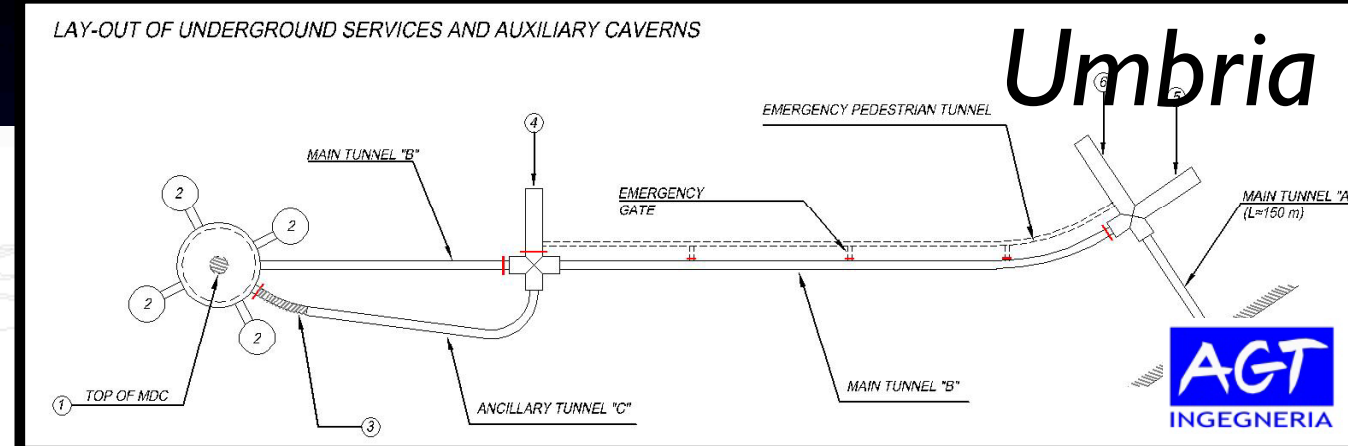 LAY-OUT OF UNDERGROUND SERVICES AND AUXILIARY CAVERNS
Umbria
6
5
EMERGENCY PEDESTRIAN TUNNEL
4
MAIN TUNNEL "B"
2
EMERGENCY
GATE
MAIN TUNNEL "A
(L≈150 m)
2
2
2
MAIN TUNNEL "B"
1 TOP OF MDC
ANCILLARY TUNNEL "C"
3
AGT
INGEGNERIA